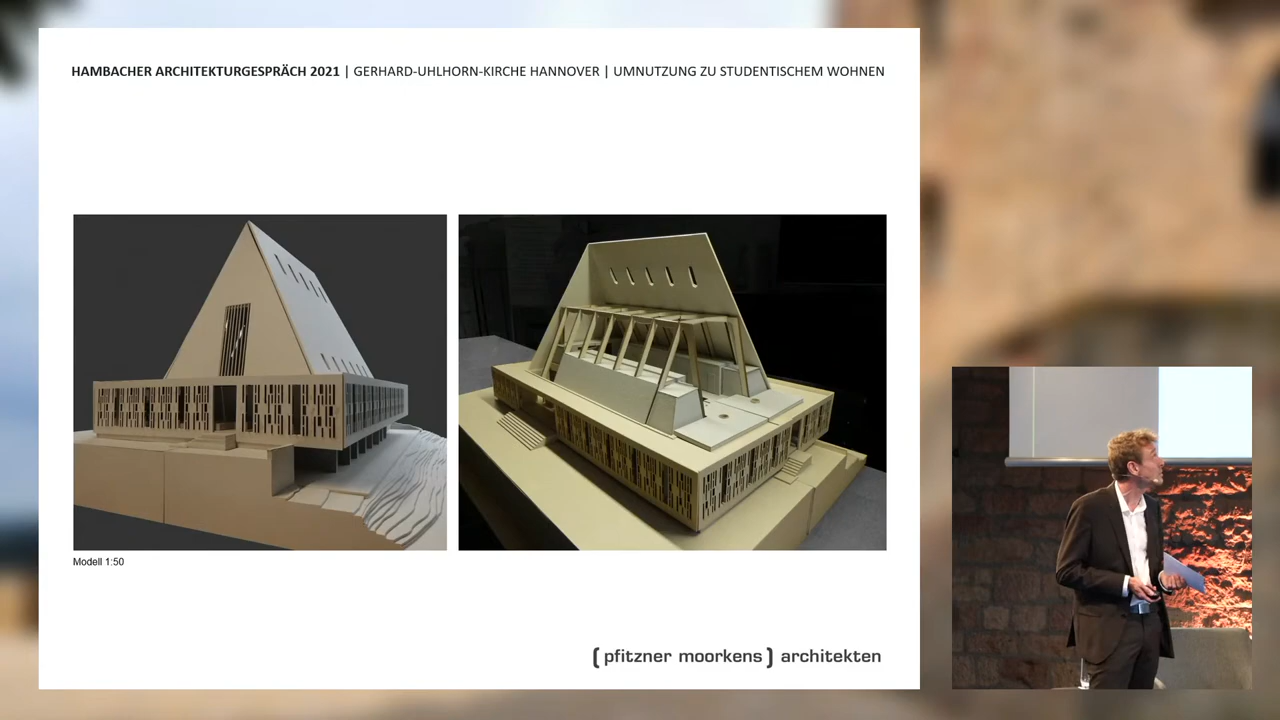 HAMBACHER ARCHITEKTURGESPRÄCH 2021 | GERHARD-UHLHORN-KIRCHE HANNOVER | UMNUTZUNG ZU STUDENTISCHEM WOHNEN
Modell 1:50
(pfitzner moorkens) architekten